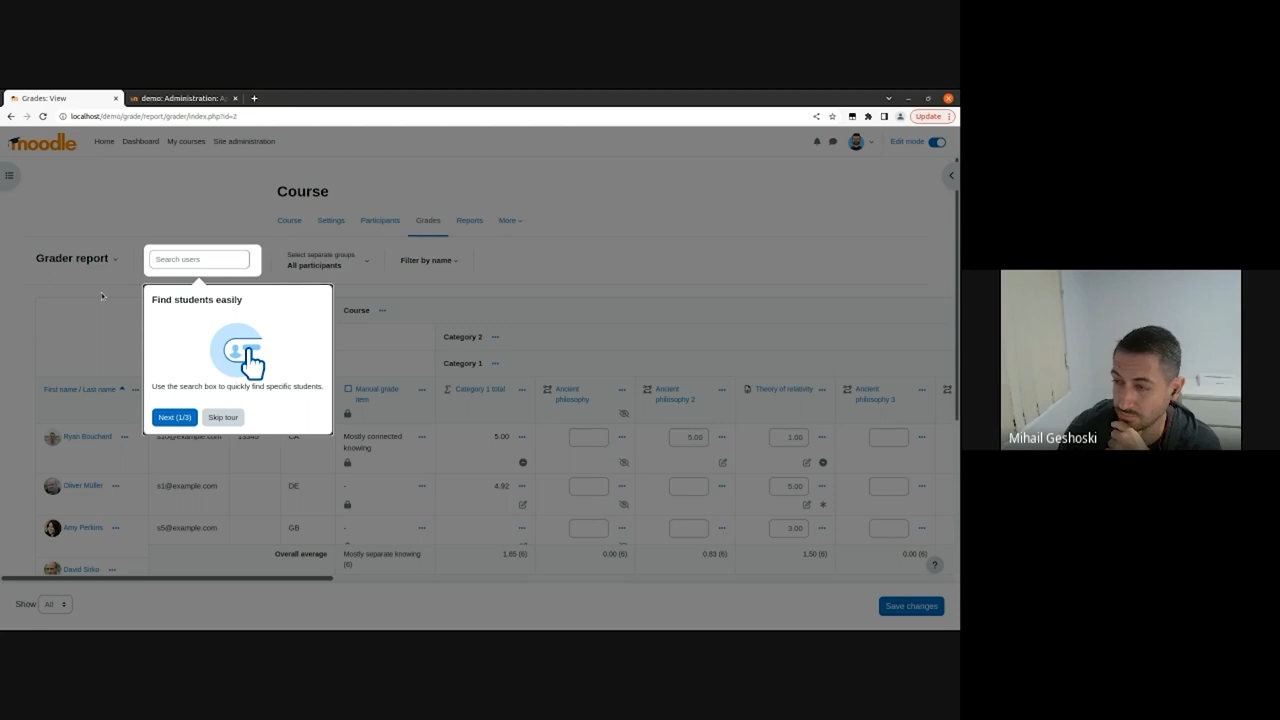 Grades: View
demo: Administration:
localhost/demo/grade/report/grader/index.php?id=2
Update
moodle
Home Dashboard My courses Site administration
Edit mode
Course
Course Settings Participants Grades Reports More
Grader report
Search users
Select separate groups
All participants
Filter by name
Find students easily
Use the search box to quickly find specific students.
Next (1/3) Skip tour
Course
Category 2
Category 1
First name / Last name
Manual grade item
Category 1 total
Ancient philosophy
Ancient philosophy 2
Theory of relativity
Ancient philosophy 3
Ryan Bouchard CA Mostly connected knowing 5.00 5.00 1.00
Oliver Müller s1@example.com DE - 4.92 5.00
Amy Perkins s5@example.com GB - 3.00
David Sirko
Overall average Mostly separate knowing (6) 1.65 (6) 0.00 (6) 0.63 (6) 1.50 (6) 0.00 (6)
?
Show All
Save changes
Mihail Geshoski